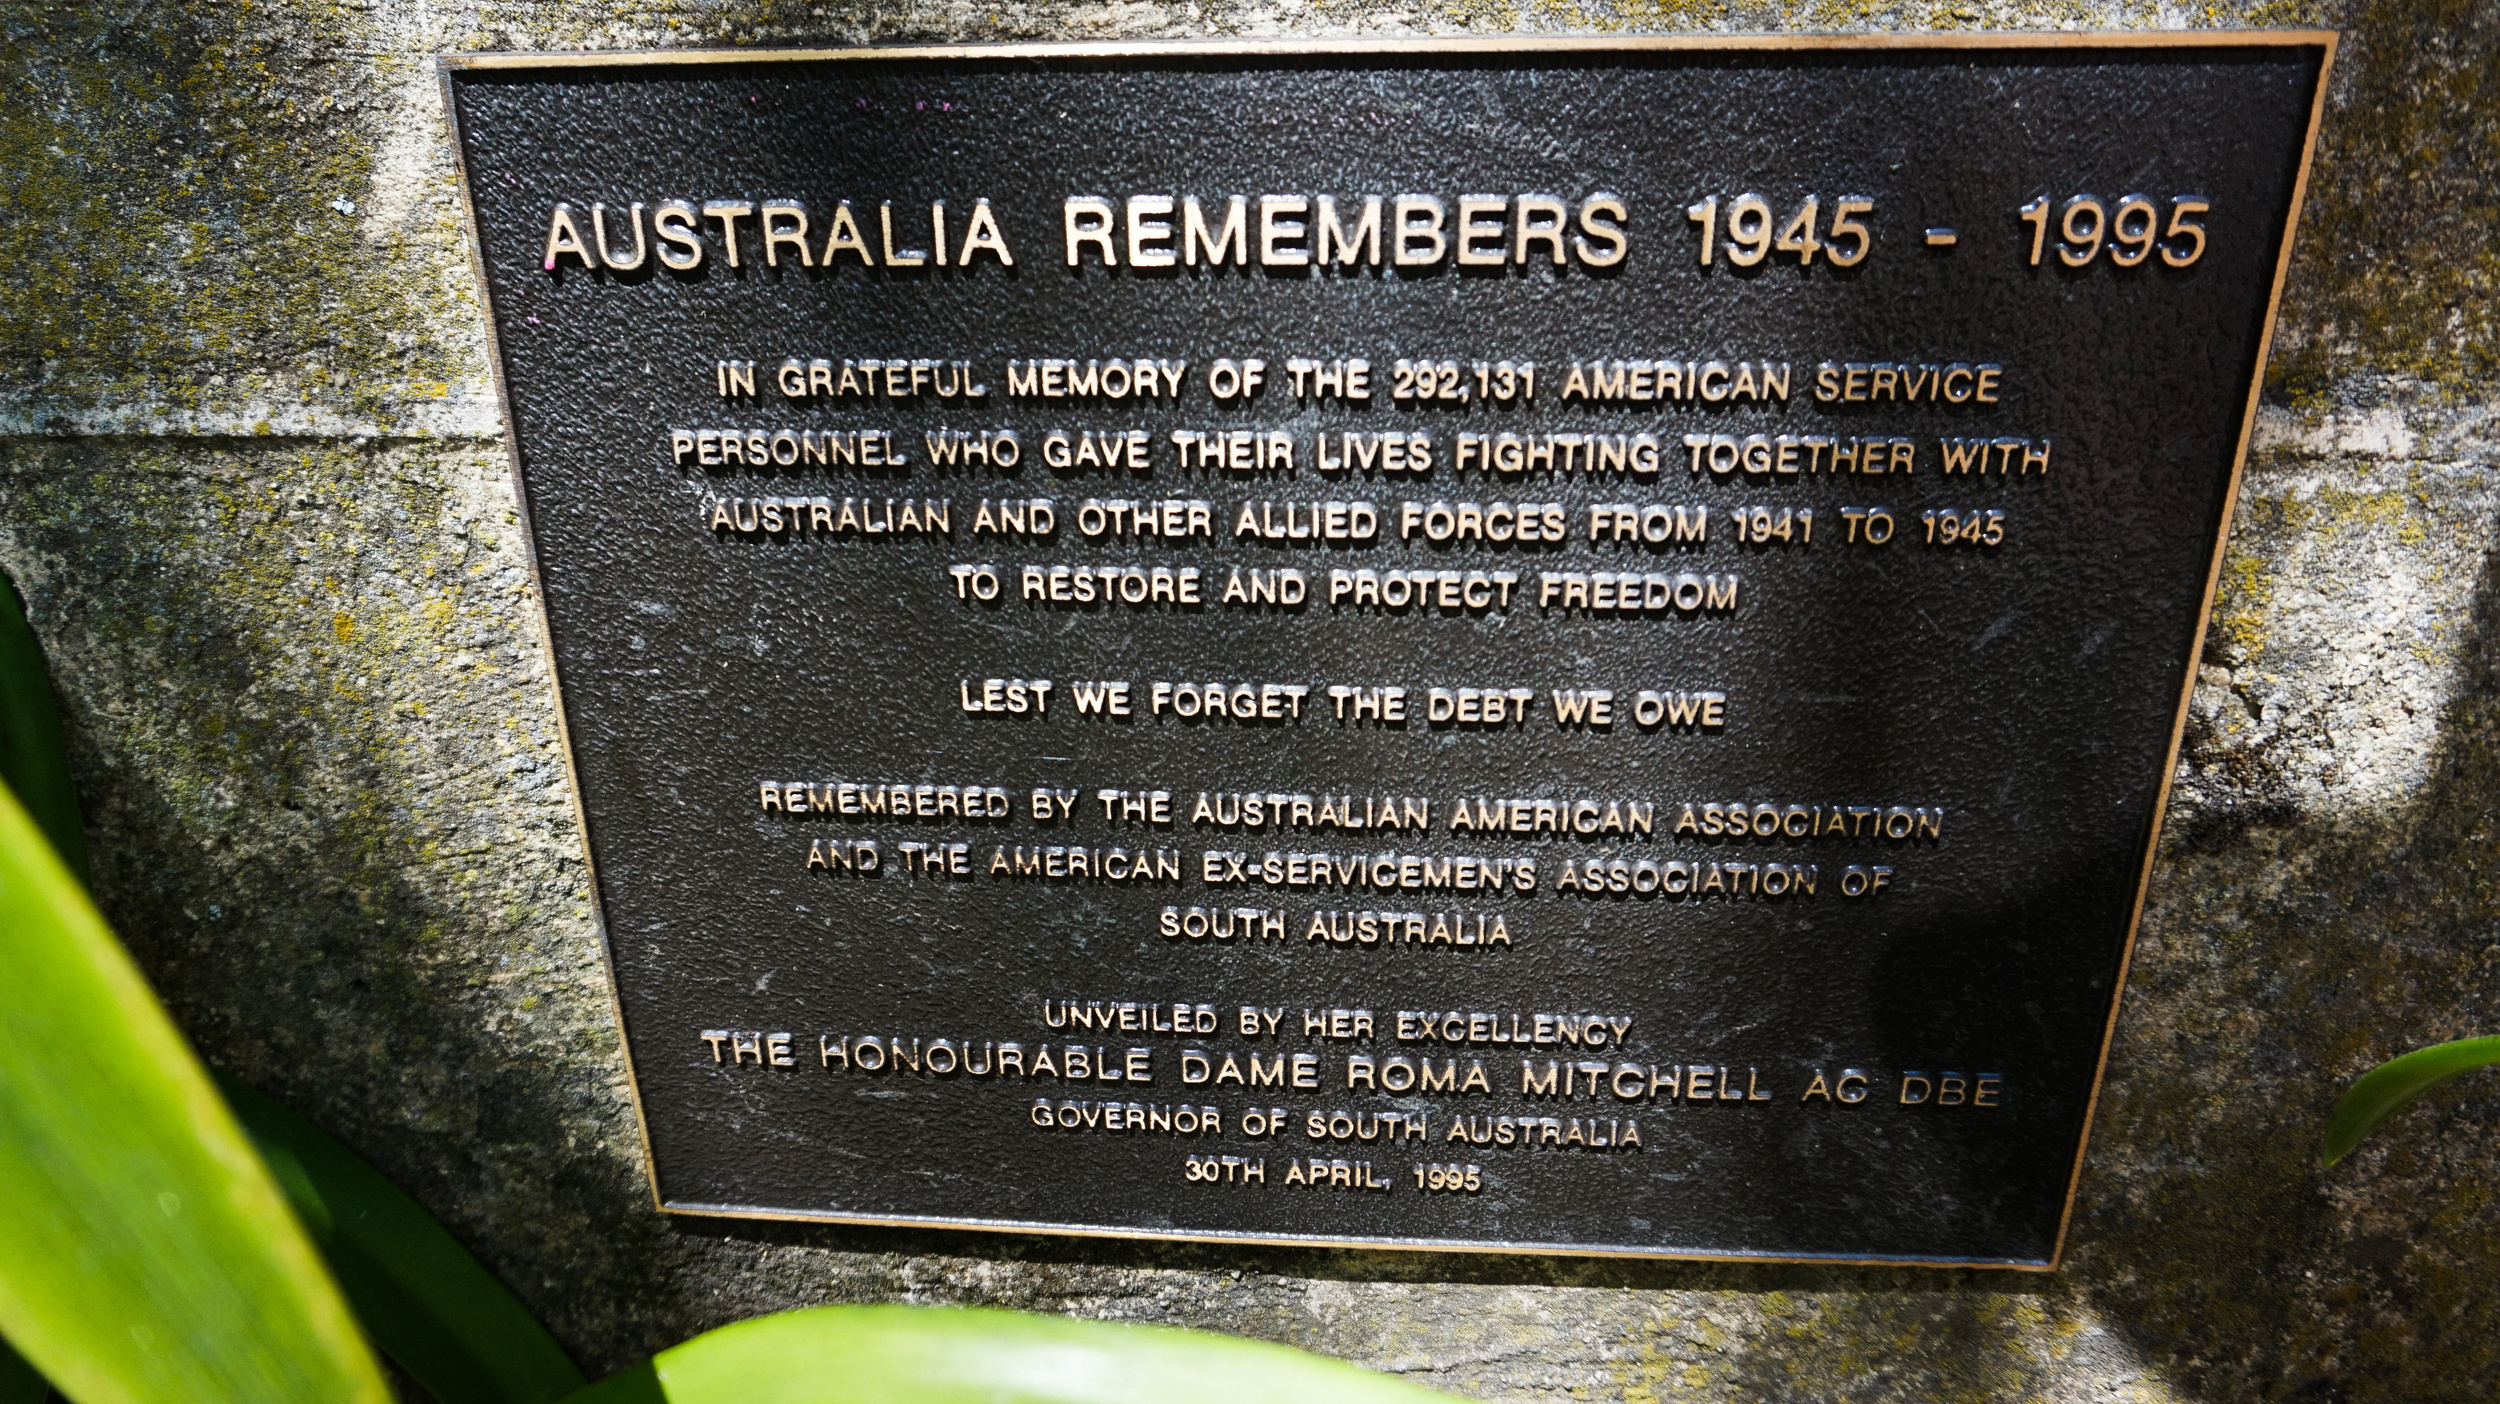 AUSTRALIA REMEMBERS 1945 - 1995
IN GRATEFUL MEMORY OF THE 292,131 AMERICAN SERVICE
PERSONNEL WHO GAVE THEIR LIVES FIGHTING TOGETHER WITH
AUSTRALIAN AND OTHER ALLIED FORCES FROM 1941 TO 1945
TO RESTORE AND PROTECT FREEDOM
LEST WE FORGET THE DEBT WE OWE
REMEMBERED BY THE AUSTRALIAN AMERICAN ASSOCIATION
AND THE AMERICAN EX-SERVICEMEN'S ASSOCIATION OF
SOUTH AUSTRALIA
UNVEILED BY HER EXCELLENCY
THE HONOURABLE DAME ROMA MITCHELL AC DBE
GOVERNOR OF SOUTH AUSTRALIA
30TH APRIL, 1995